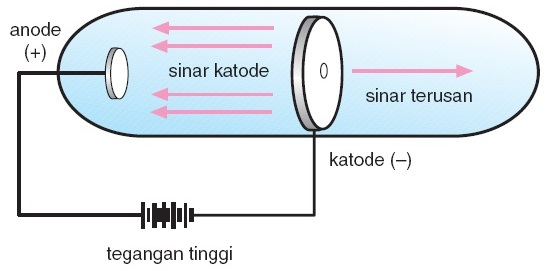 anode
(+)
sinar katode
sinar terusan
katode (–)
tegangan tinggi